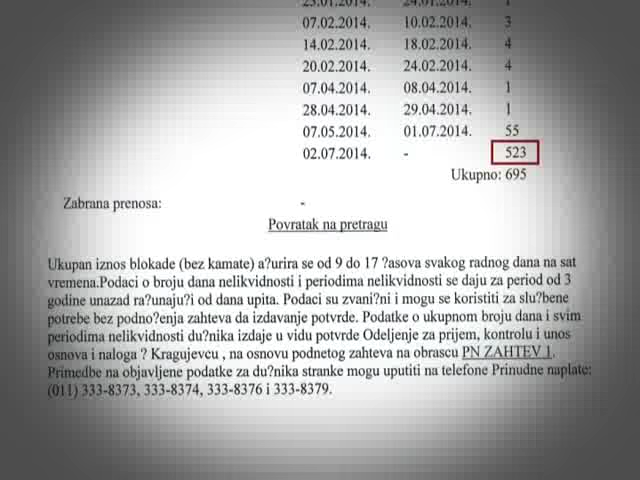 23.01.2014. 24.01.2014. 1
07.02.2014. 10.02.2014. 3
14.02.2014. 18.02.2014. 4
20.02.2014. 24.02.2014. 4
07.04.2014. 08.04.2014. 1
28.04.2014. 29.04.2014. 1
07.05.2014. 01.07.2014. 55
02.07.2014. - 523
Ukupno: 695
Zabrana prenosa: -
Povratak na pretragu
Ukupan iznos blokade (bez kamate) a?urira se od 9 do 17 ?asova svakog radnog dana na sat
vremena.Podaci o broju dana nelikvidnosti i periodima nelikvidnosti se daju za period od 3
godine unazad ra?unaju?i od dana upita. Podaci su zvani?ni i mogu se koristiti za slu?bene
potrebe bez podno?enja zahteva da izdavanje potvrde. Podatke o ukupnom broju dana i svim
periodima nelikvidnosti du?nika izdaje u vidu potvrde Odeljenje za prijem, kontrolu i unos
osnova i naloga ? Kragujevcu , na osnovu podnetog zahteva na obrascu PN ZAHTEV 1.
Primedbe na objavljene podatke za du?nika stranke mogu uputiti na telefone Prinudne naplate:
(011) 333-8373, 333-8374, 333-8376 i 333-8379.